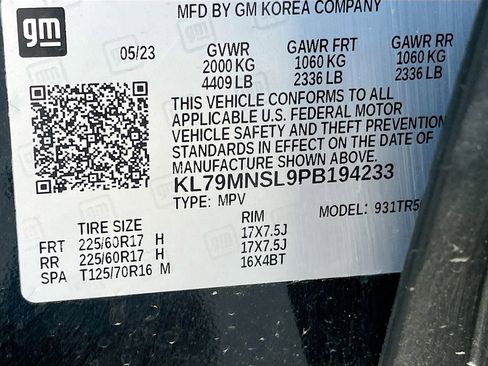 MFD BY GM KOREA COMPANY
gm
05/23 GVWR GAWR FRT GAWR RR
2000 KG 1060 KG 1060 KG
4409 LB 2336 LB 2336 LB
THIS VEHICLE CONFORMS TO ALL
APPLICABLE U.S. FEDERAL MOTOR
VEHICLE SAFETY AND THEFT PREVENTION
STANDARDS IN EFFECT ON THE DATE OF
MANUFACTURE SHOWN ABOVE.
KL79MNSL9PB194233
TYPE: MPV MODEL:
TIRE SIZE RIM
FRT 225/60R17 H 17X7.5J
RR 225/60R17 H 17X7.5J
SPA T125/70R16 M 16X4BT